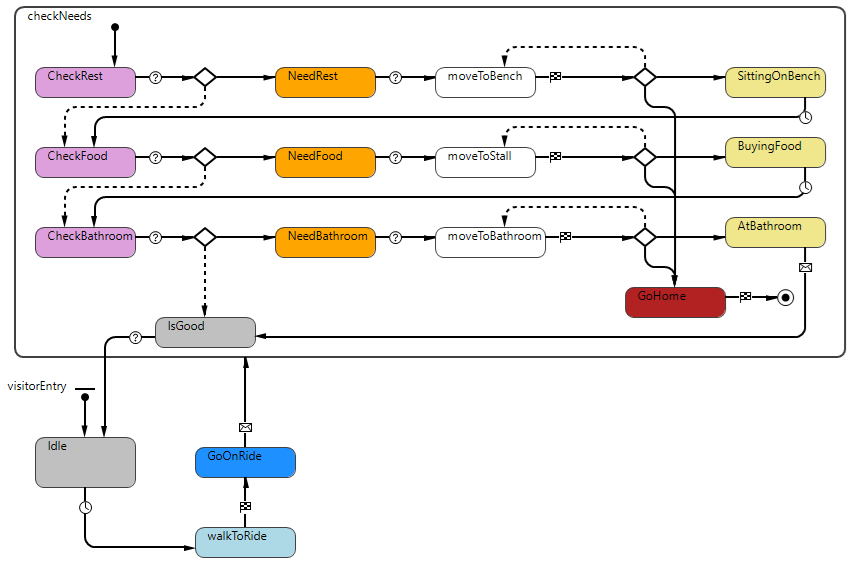 checkNeeds
CheckRest
?
NeedRest
?
moveToBench
SittingOnBench
CheckFood
?
NeedFood
?
moveToStall
BuyingFood
CheckBathroom
?
NeedBathroom
?
moveToBathroom
AtBathroom
GoHome
IsGood
?
visitorEntry
Idle
GoOnRide
walkToRide